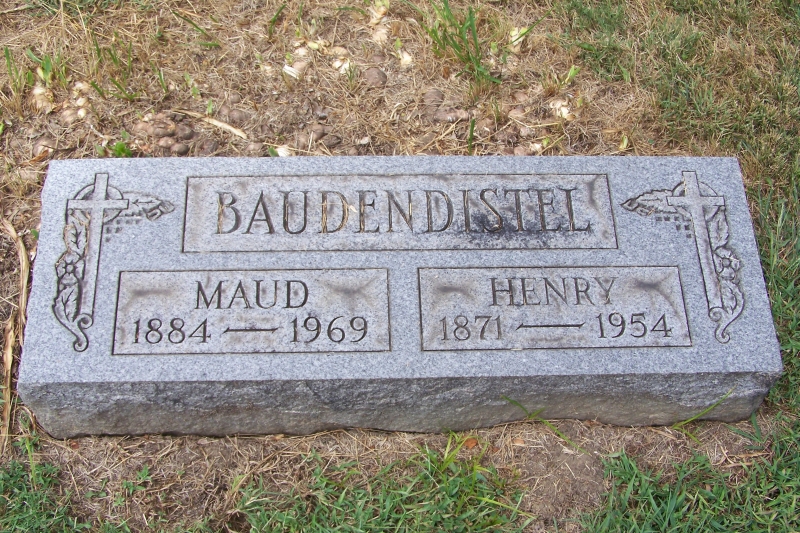 BAUDENDISTEL
MAUD
1884 — 1969
HENRY
1871 — 1954